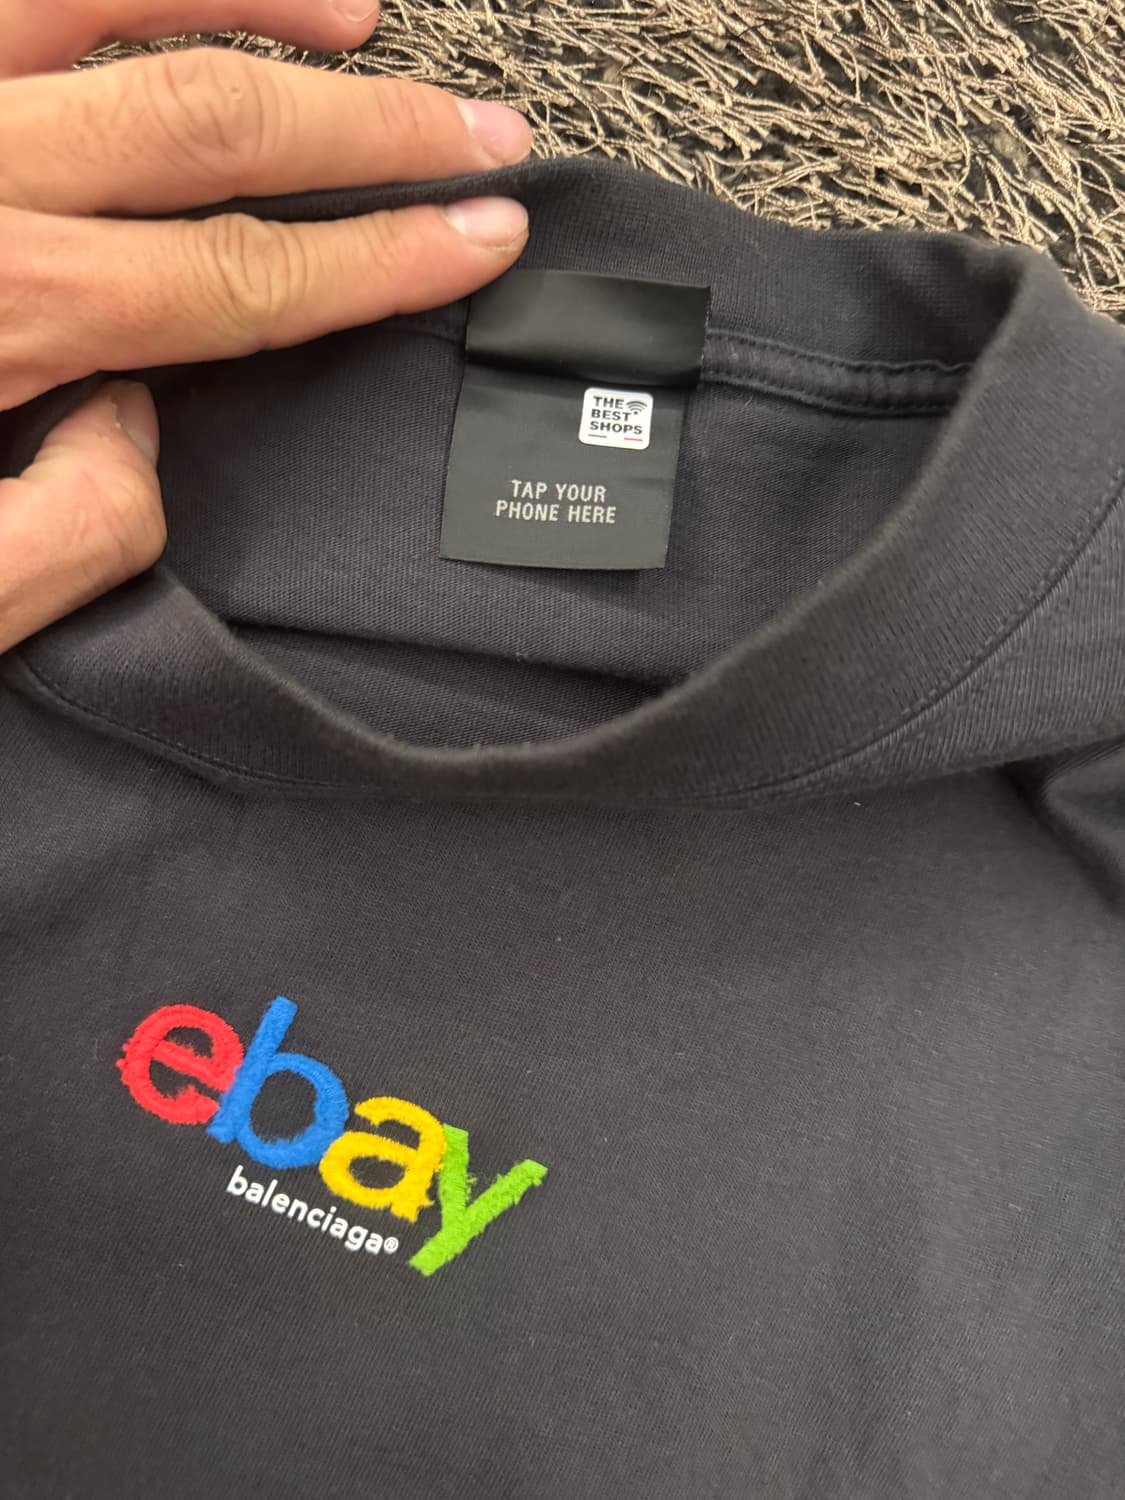 THE
BEST
SHOPS
TAP YOUR
PHONE HERE
ebay
balenciaga®